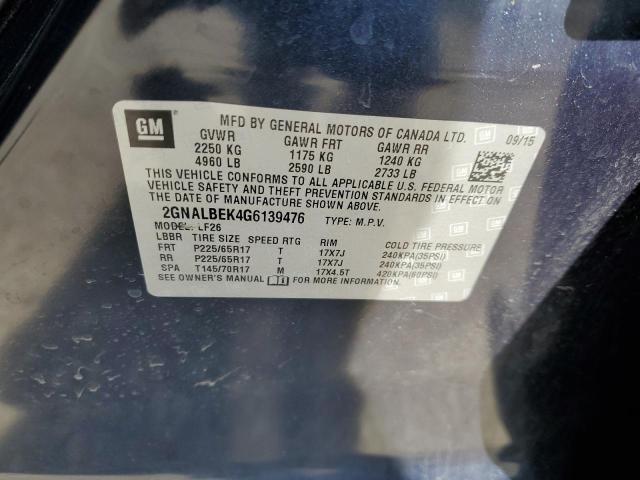 GM
MFD BY GENERAL MOTORS OF CANADA LTD. 09/15
GVWR GAWR FRT GAWR RR
2250 KG 1175 KG 1240 KG
4960 LB 2590 LB 2733 LB
THIS VEHICLE CONFORMS TO ALL APPLICABLE U.S. FEDERAL MOTOR
VEHICLE SAFETY AND THEFT PREVENTION STANDARDS IN EFFECT ON
THE DATE OF MANUFACTURE SHOWN ABOVE.
2GNALBEK4G6139476 TYPE: M.P.V.
MODEL: LF26
LBBR TIRE SIZE SPEED RTG RIM COLD TIRE PRESSURE
FRT P225/65R17 T 17X7J 240KPA(35PSI)
RR P225/65R17 T 17X7J 240KPA(35PSI)
SPA T145/70R17 M 17X4.5T 420KPA(60PSI)
SEE OWNER'S MANUAL FOR MORE INFORMATION.